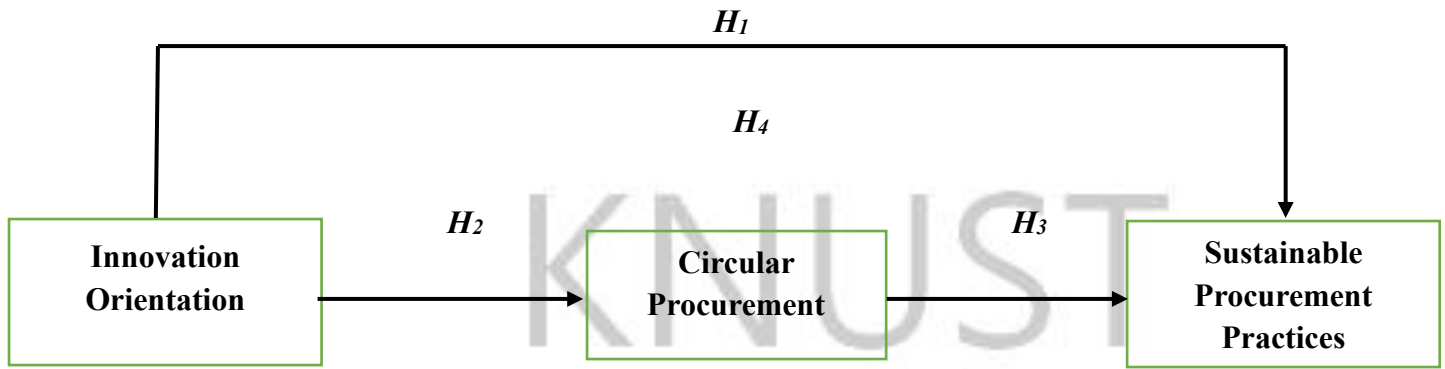 H1
H4
H2
H3
KNUST
Innovation
Orientation
Circular
Procurement
Sustainable
Procurement
Practices